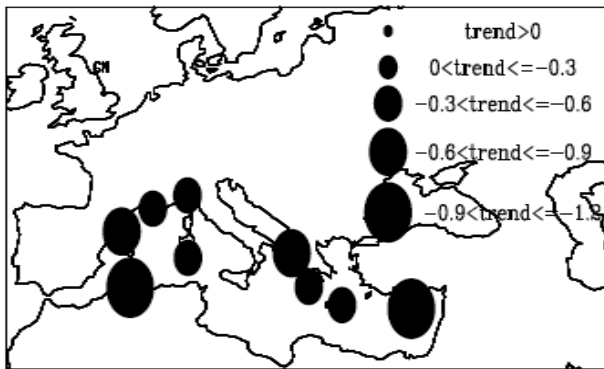 trend>0
GM
0<trend<=-0.3
-0.3<trend<=-0.6
-0.6<trend<=-0.9
-0.9<trend<=-1.2